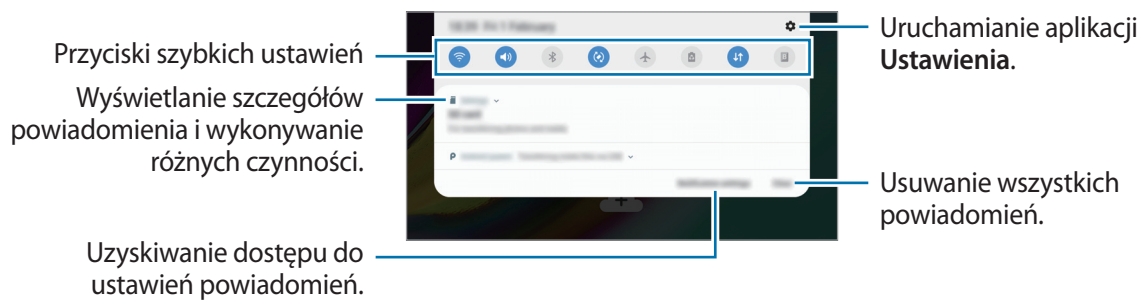 Przyciski szybkich ustawień
Wyświetlanie szczegółów
powiadomienia i wykonywanie
różnych czynności.
Uzyskiwanie dostępu do
ustawień powiadomień.
Uruchamianie aplikacji
Ustawienia.
Usuwanie wszystkich
powiadomień.